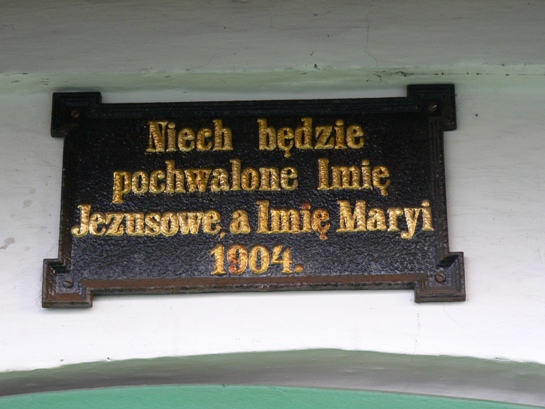 Niech będzie
pochwalone Imię
Jezusowe, a Imię Maryi
1904.